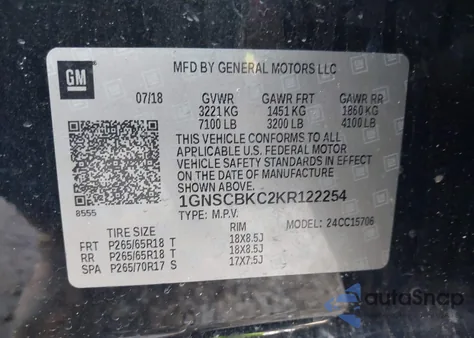 GM
MFD BY GENERAL MOTORS LLC
07/18 GVWR GAWR FRT GAWR RR
3221 KG 1451 KG 1860 KG
7100 LB 3200 LB 4100 LB
THIS VEHICLE CONFORMS TO ALL
APPLICABLE U.S. FEDERAL MOTOR
VEHICLE SAFETY STANDARDS IN EFFECT
ON THE DATE OF MANUFACTURE SHOWN ABOVE.
8555
1GNSCBKC2KR122254
TYPE: M.P.V. MODEL: 24CC15706
TIRE SIZE RIM
FRT P265/65R18 T 18X8.5J
RR P265/65R18 T 18X8.5J
SPA P265/70R17 S 17X7.5J
autoSnap